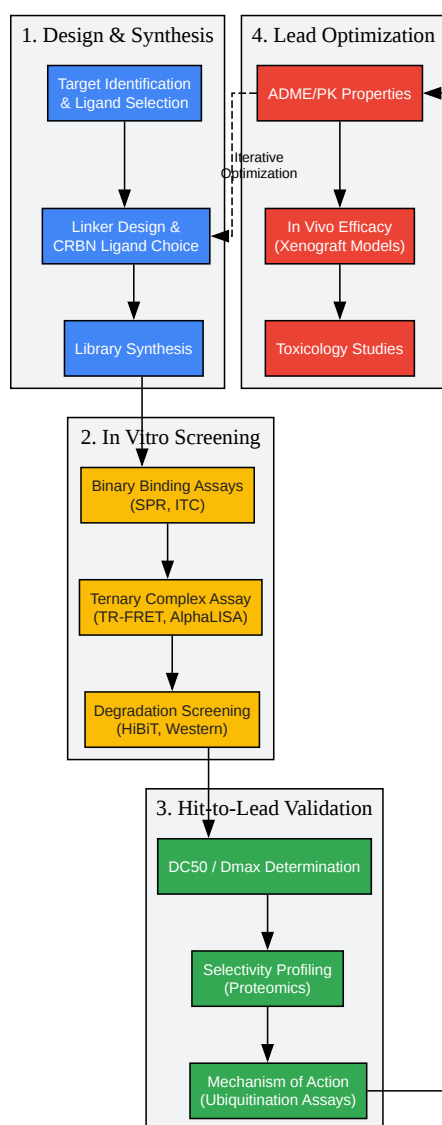 1. Design & Synthesis
Target Identification
& Ligand Selection
Linker Design &
CRBN Ligand Choice
Library Synthesis
4. Lead Optimization
ADME/PK Properties
Iterative
Optimization
In Vivo Efficacy
(Xenograft Models)
Toxicology Studies
2. In Vitro Screening
Binary Binding Assays
(SPR, ITC)
Ternary Complex Assay
(TR-FRET, AlphaLISA)
Degradation Screening
(HiBiT, Western)
3. Hit-to-Lead Validation
DC50 / Dmax Determination
Selectivity Profiling
(Proteomics)
Mechanism of Action
(Ubiquitination Assays)